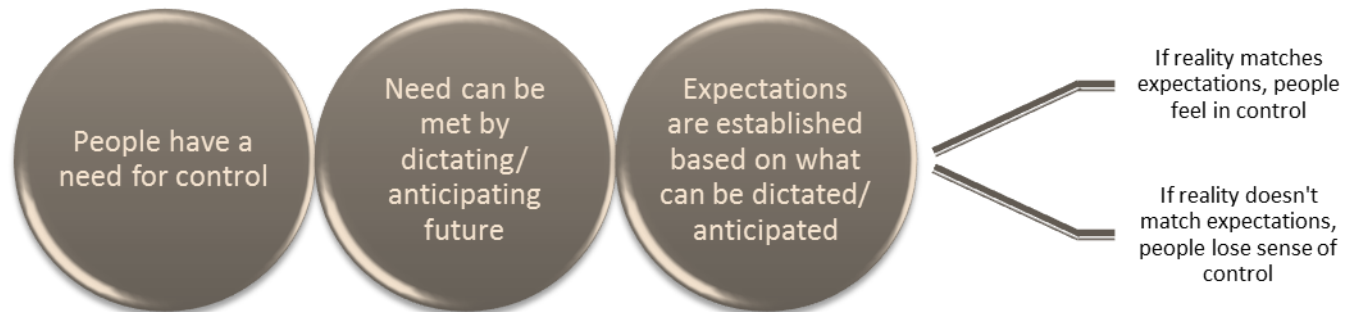 People have a
need for control
Need can be
met by
dictating/
anticipating
future
Expectations
are established
based on what
can be dictated/
anticipated
If reality matches
expectations, people
feel in control
If reality doesn't
match expectations,
people lose sense of
control